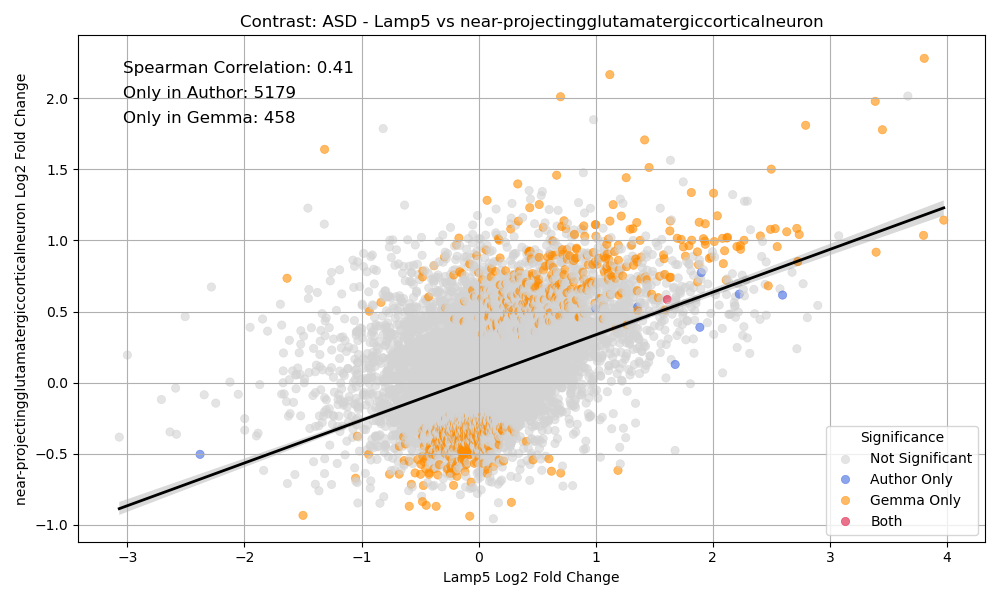 Contrast: ASD - Lamp5 vs near-projectingglutamatergiccorticalneuron
Spearman Correlation: 0.41
Only in Author: 5179
Only in Gemma: 458
near-projectingglutamatergiccorticalneuron Log2 Fold Change
2.0
1.5
1.0
0.5
0.0
−0.5
−1.0
Significance
Not Significant
Author Only
Gemma Only
Both
−3
−2
−1
0
1
2
3
4
Lamp5 Log2 Fold Change